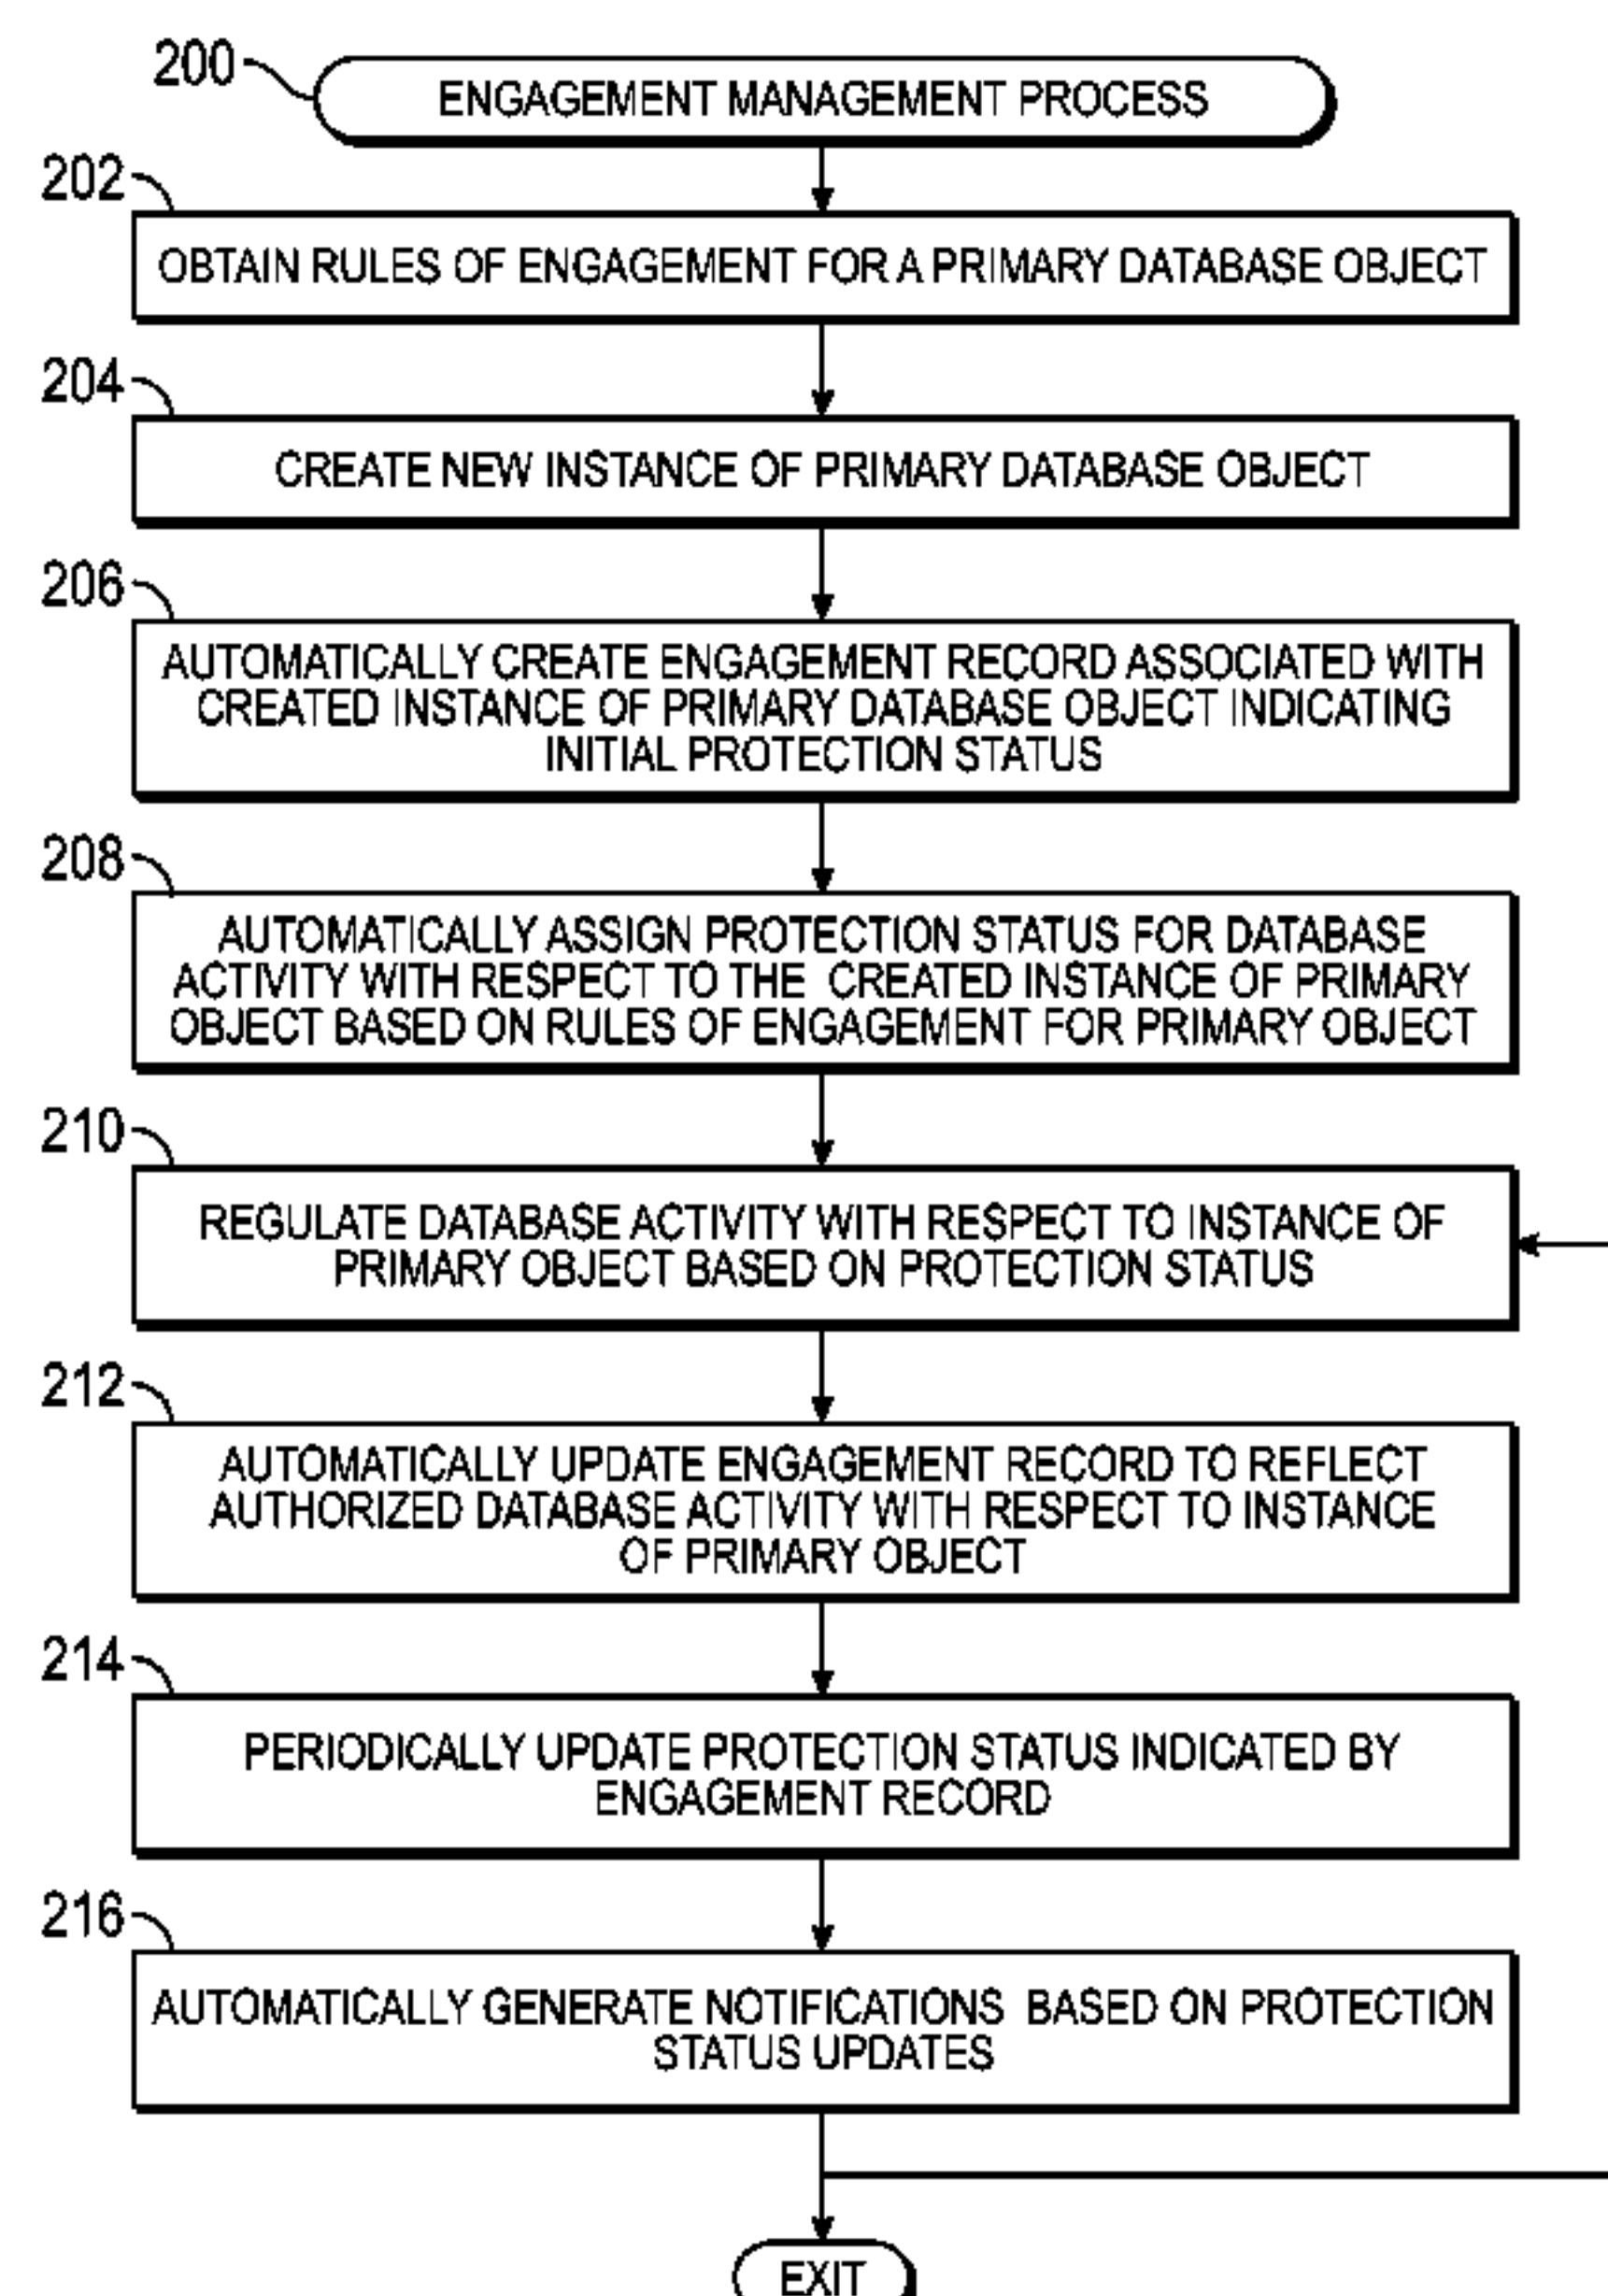 200
ENGAGEMENT MANAGEMENT PROCESS
202
OBTAIN RULES OF ENGAGEMENT FOR A PRIMARY DATABASE OBJECT
204
CREATE NEW INSTANCE OF PRIMARY DATABASE OBJECT
206
AUTOMATICALLY CREATE ENGAGEMENT RECORD ASSOCIATED WITH
CREATED INSTANCE OF PRIMARY DATABASE OBJECT INDICATING
INITIAL PROTECTION STATUS
208
AUTOMATICALLY ASSIGN PROTECTION STATUS FOR DATABASE
ACTIVITY WITH RESPECT TO THE CREATED INSTANCE OF PRIMARY
OBJECT BASED ON RULES OF ENGAGEMENT FOR PRIMARY OBJECT
210
REGULATE DATABASE ACTIVITY WITH RESPECT TO INSTANCE OF
PRIMARY OBJECT BASED ON PROTECTION STATUS
212
AUTOMATICALLY UPDATE ENGAGEMENT RECORD TO REFLECT
AUTHORIZED DATABASE ACTIVITY WITH RESPECT TO INSTANCE
OF PRIMARY OBJECT
214
PERIODICALLY UPDATE PROTECTION STATUS INDICATED BY
ENGAGEMENT RECORD
216
AUTOMATICALLY GENERATE NOTIFICATIONS BASED ON PROTECTION
STATUS UPDATES
EXIT